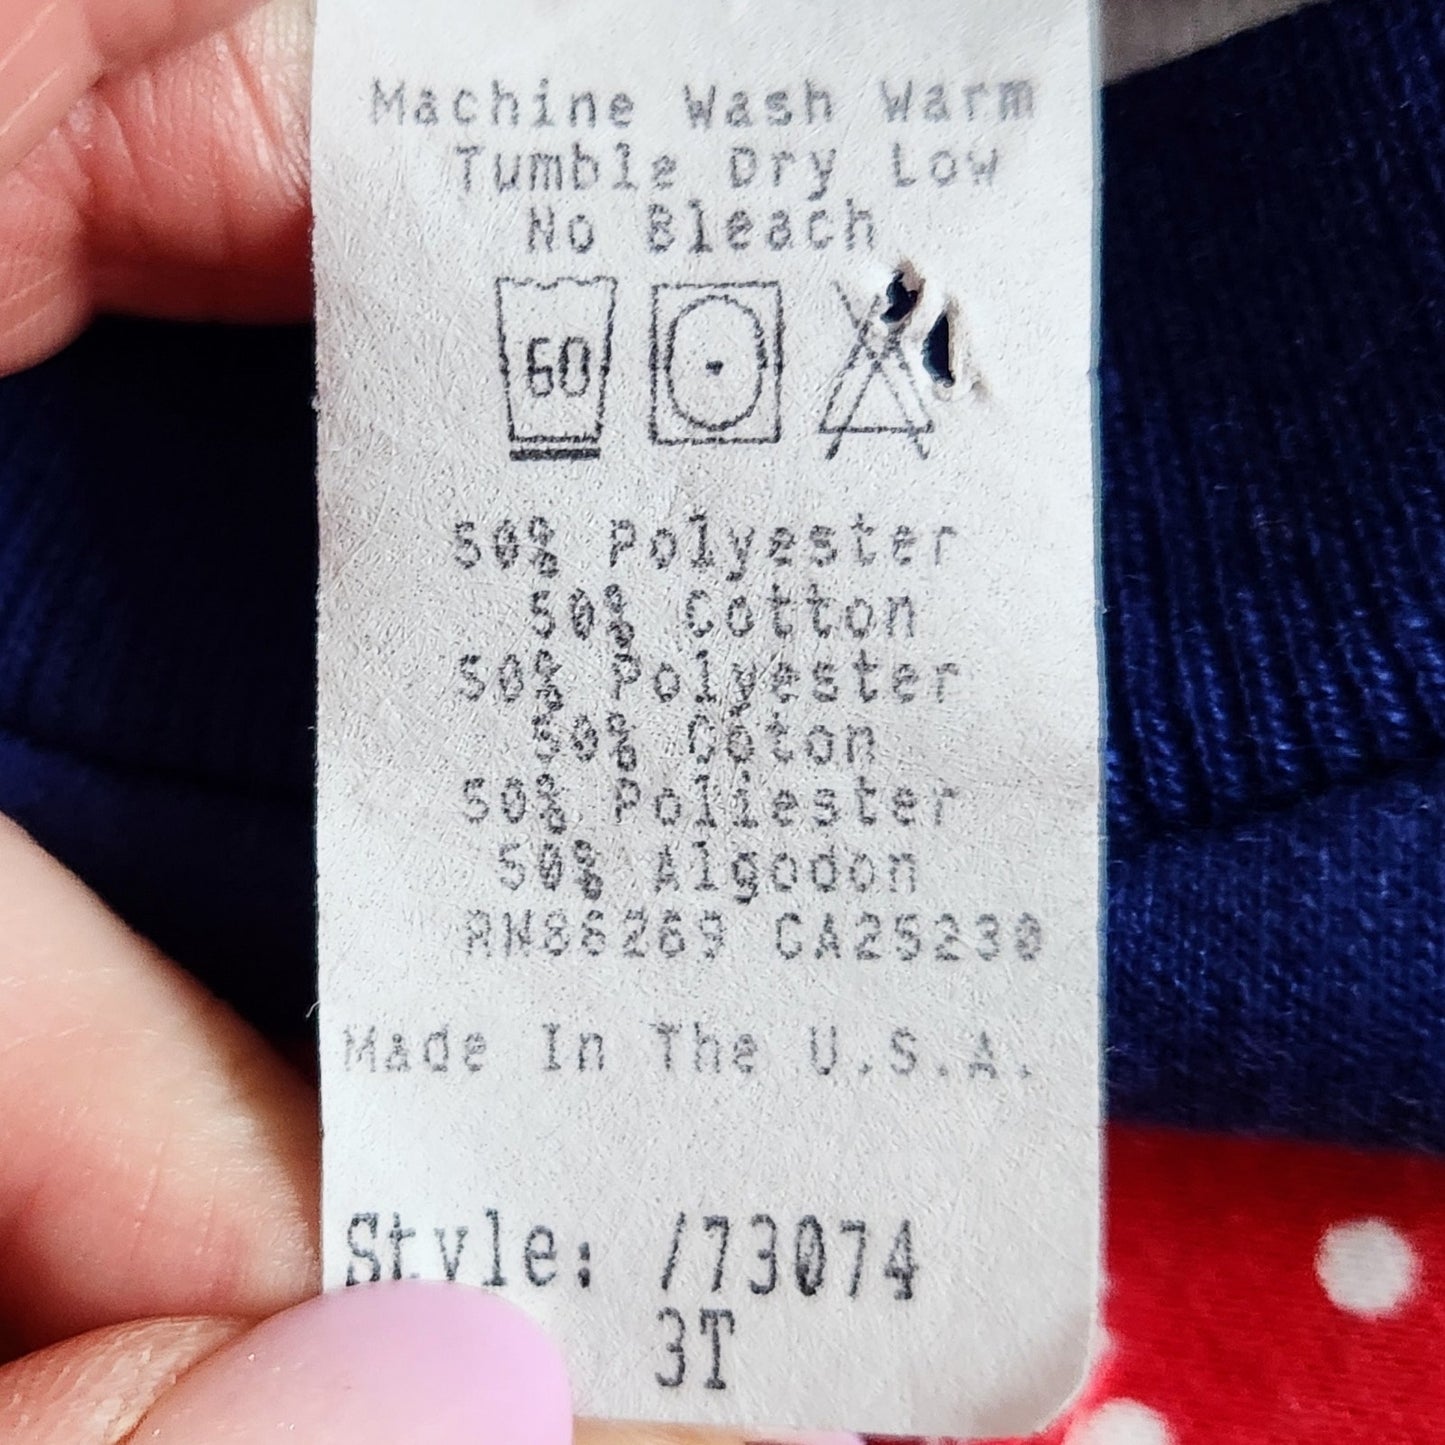 Machine Wash Warm
Tumble Dry Low
No Bleach
60
50% Polyester
50% Cotton
50% Polyester
50% Coton
50% Poliester
50% Algodon
RN86269 CA25230
Made In The U.S.A.
Style: /73074
3T